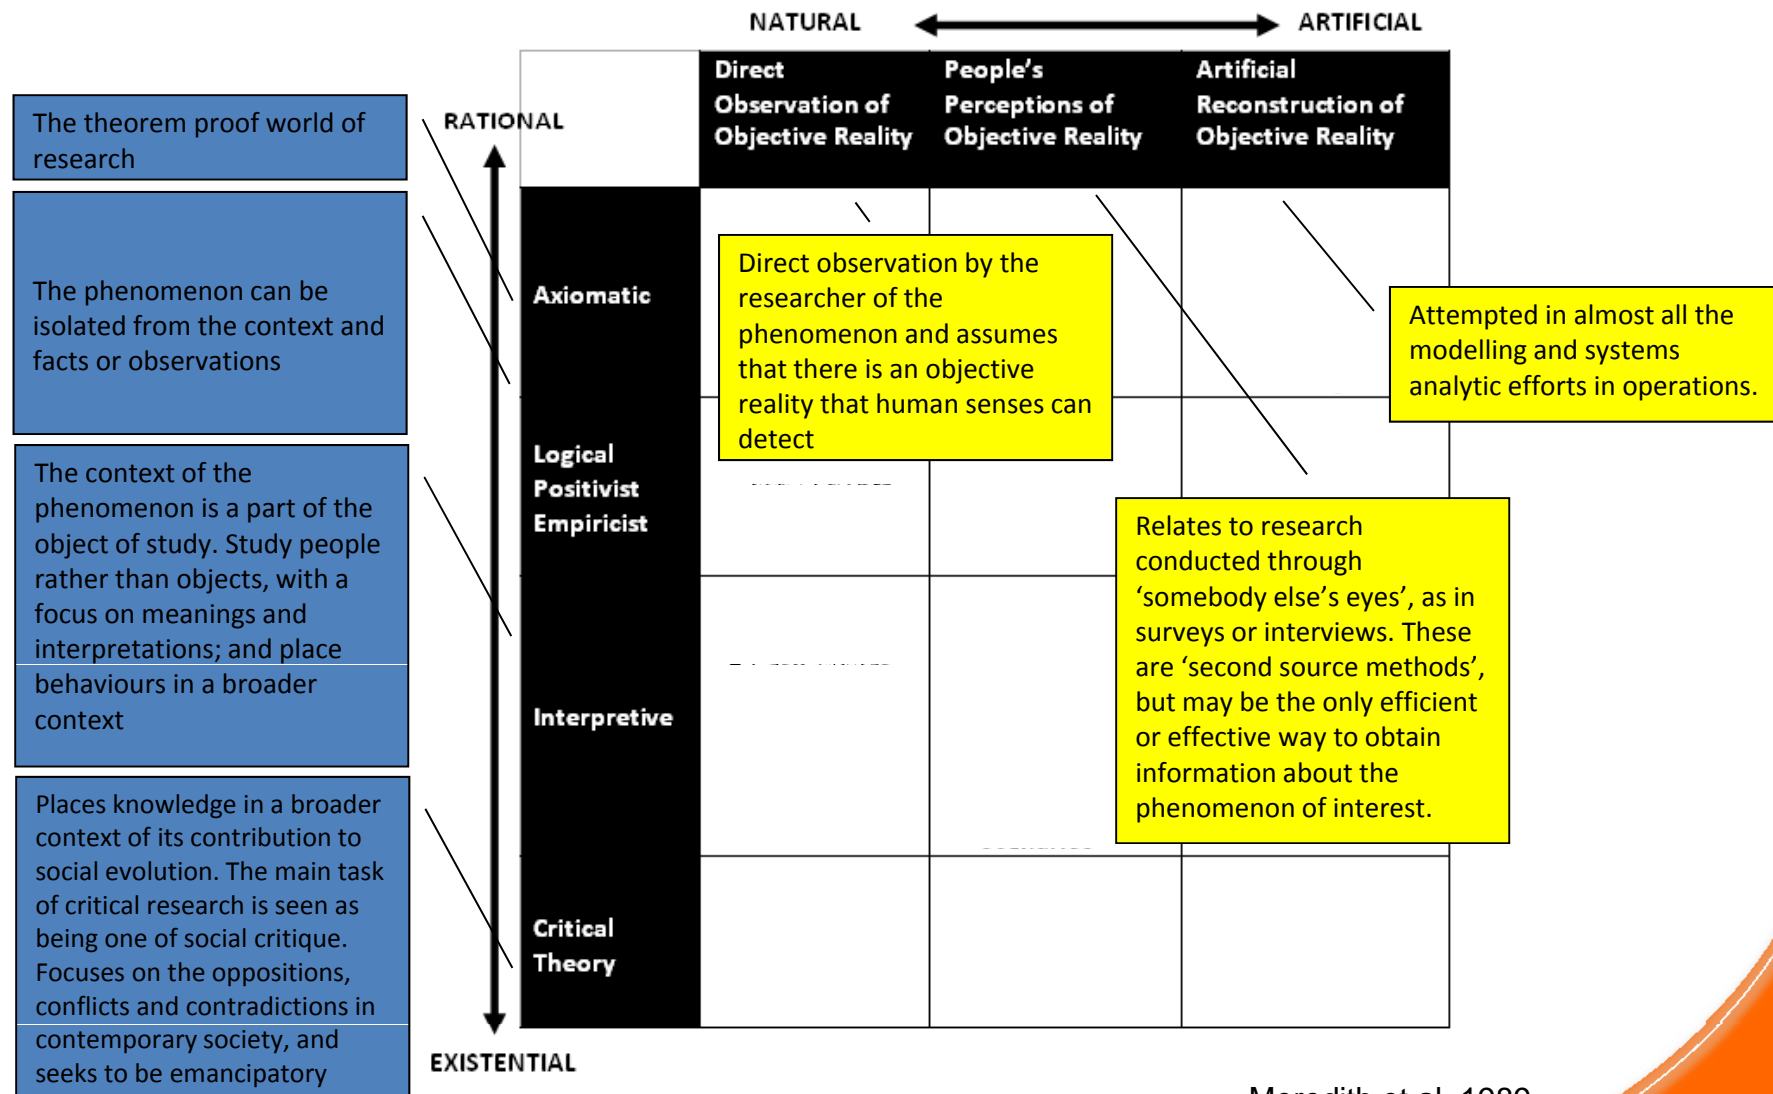 NATURAL
ARTIFICIAL
Direct
Observation of
Objective Reality
People's
Perceptions of
Objective Reality
Artificial
Reconstruction of
Objective Reality
RATIONAL
The theorem proof world of
research
The phenomenon can be
isolated from the context and
facts or observations
The context of the
phenomenon is a part of the
object of study. Study people
rather than objects, with a
focus on meanings and
interpretations; and place
behaviours in a broader
context
Places knowledge in a broader
context of its contribution to
social evolution. The main task
of critical research is seen as
being one of social critique.
Focuses on the oppositions,
conflicts and contradictions in
contemporary society, and
seeks to be emancipatory
Axiomatic
Logical
Positivist
Empiricist
Interpretive
Critical
Theory
EXISTENTIAL
Direct observation by the
researcher of the
phenomenon and assumes
that there is an objective
reality that human senses can
detect
Attempted in almost all the
modelling and systems
analytic efforts in operations.
Relates to research
conducted through
‘somebody else’s eyes’, as in
surveys or interviews. These
are ‘second source methods’,
but may be the only efficient
or effective way to obtain
information about the
phenomenon of interest.
Meredith et al. 1989